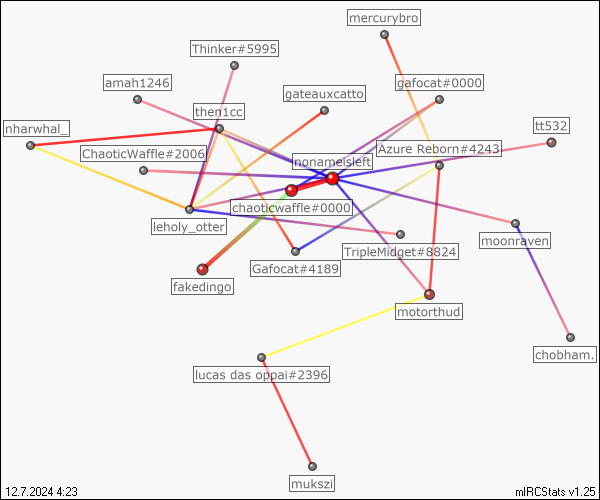 mercurybro
Thinker#5995
amah1246
gafocat#0000
gateauxcatto
then1cc
tt532
nharwhal_
Azure Reborn#4243
ChaoticWaffle#2006
nonameisleft
chaoticwaffle#0000
leholy_otter
moonraven
TripleMidget#8824
Gafocat#4189
fakedingo
motorthud
chobham.
lucas das oppai#2396
mukszi
12.7.2024 4:23
mIRCStats v1.25